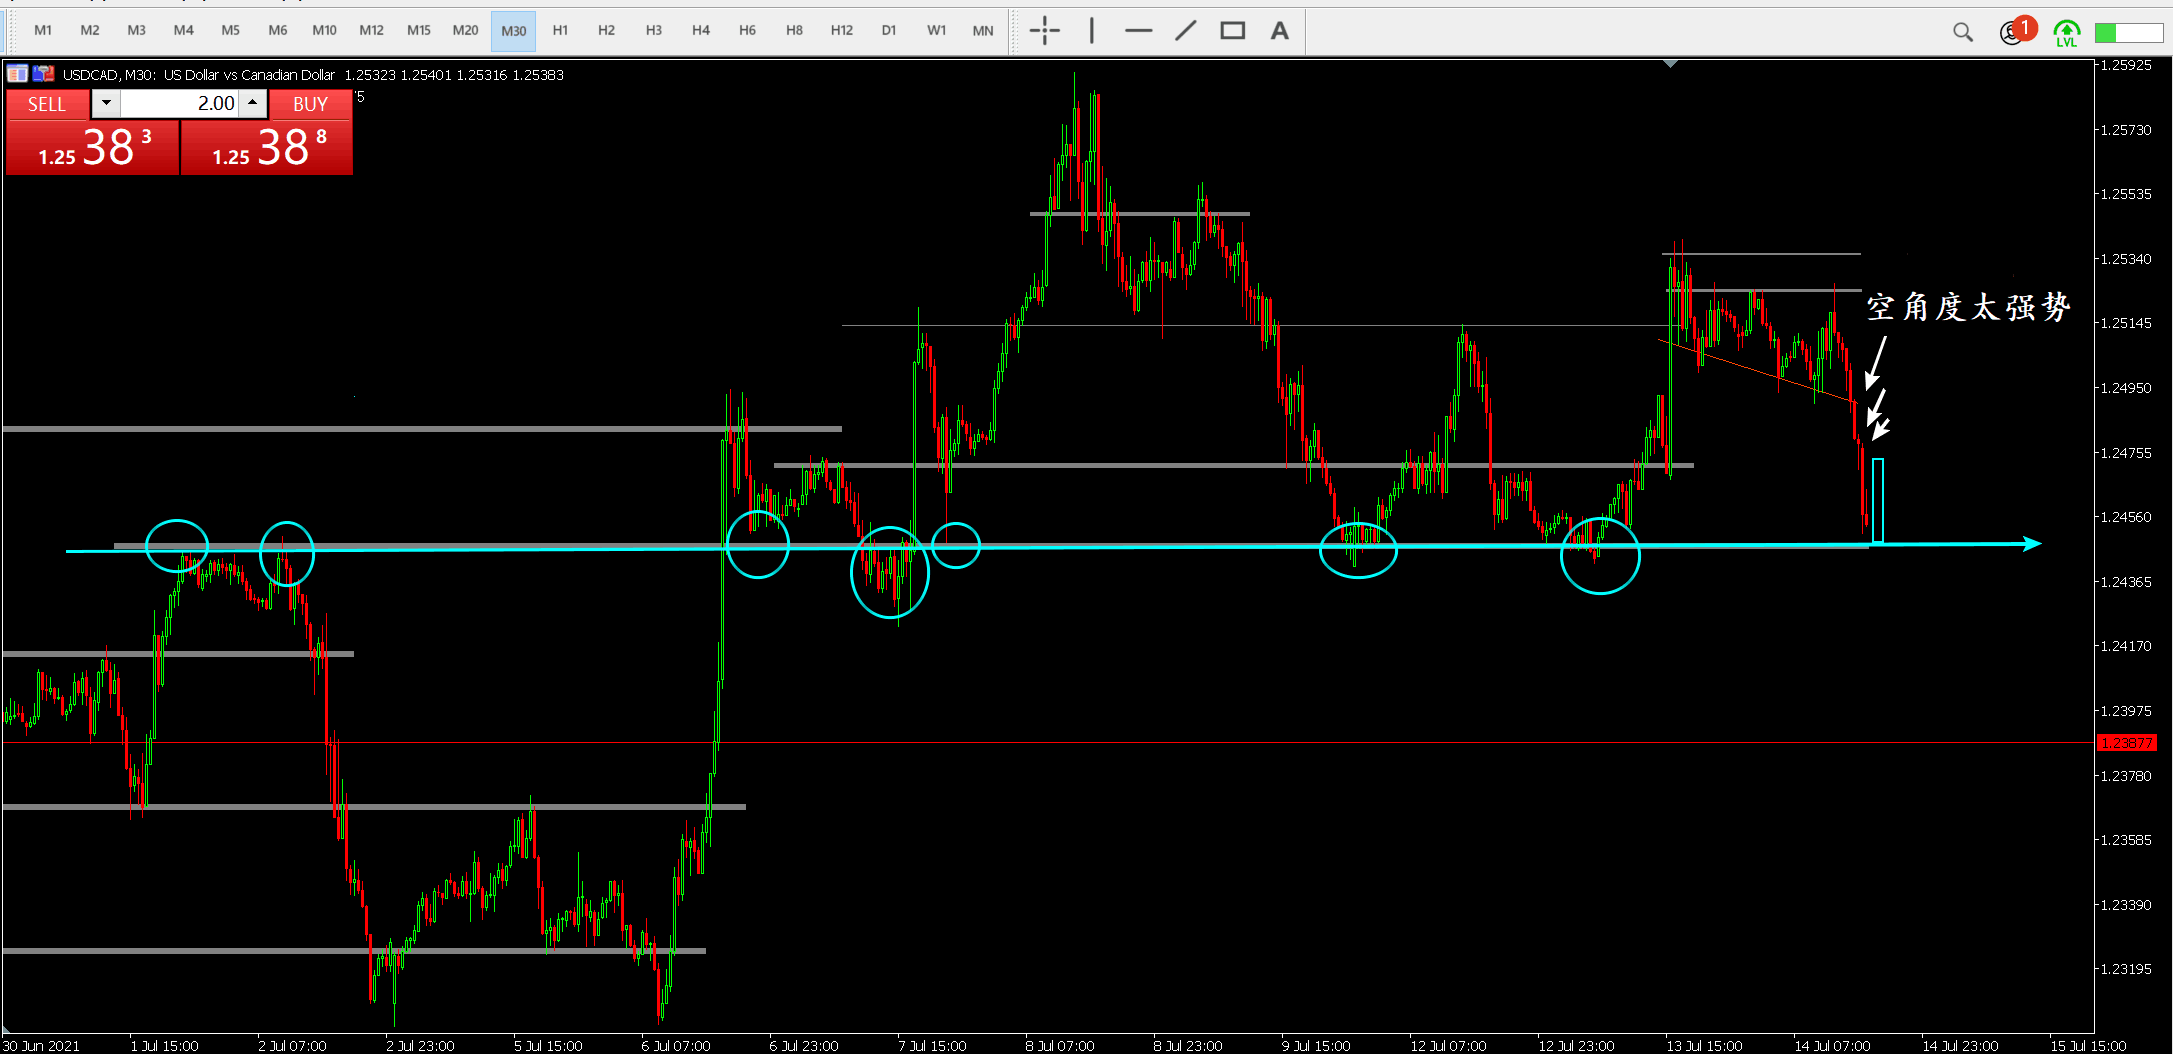 M1 M2 M3 M4 M5 M6 M10 M12 M15 M20 M30 H1 H2 H3 H4 H6 H8 H12 D1 W1 MN A 1 LVL
USDCAD, M30: US Dollar vs Canadian Dollar 1.25323 1.25401 1.25316 1.25383
SELL 2.00 BUY
1.25 38 3 1.25 38 8
空角度太强势
1.25925
1.25730
1.25535
1.25340
1.25145
1.24950
1.24755
1.24560
1.24365
1.24170
1.23975
1.23877
1.23780
1.23585
1.23390
1.23195
30 Jun 2021 1 Jul 15:00 2 Jul 07:00 2 Jul 23:00 5 Jul 15:00 6 Jul 07:00 6 Jul 23:00 7 Jul 15:00 8 Jul 07:00 8 Jul 23:00 9 Jul 15:00 12 Jul 07:00 12 Jul 23:00 13 Jul 15:00 14 Jul 07:00 14 Jul 23:00 15 Jul 15:00